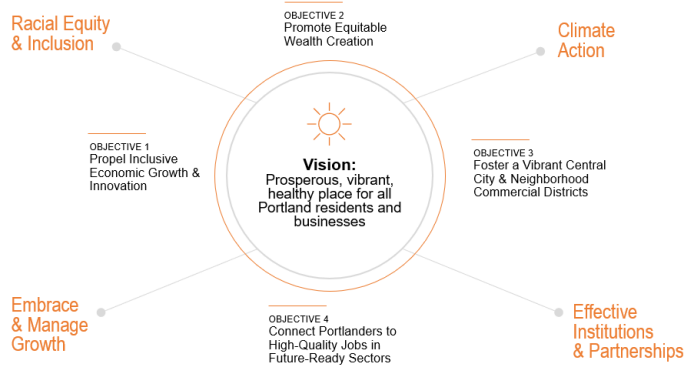 Racial Equity
& Inclusion
OBJECTIVE 2
Promote Equitable
Wealth Creation
Climate
Action
OBJECTIVE 1
Propel Inclusive
Economic Growth &
Innovation
Vision:
Prosperous, vibrant,
healthy place for all
Portland residents and
businesses
OBJECTIVE 3
Foster a Vibrant Central
City & Neighborhood
Commercial Districts
Embrace
& Manage
Growth
OBJECTIVE 4
Connect Portlanders to
High-Quality Jobs in
Future-Ready Sectors
Effective
Institutions
& Partnerships